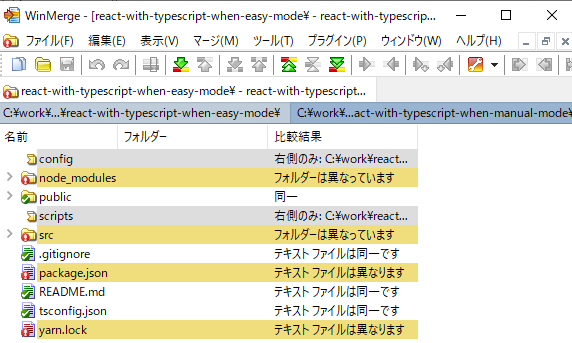 WinMerge - [react-with-typescript-when-easy-mode¥ - react-with-typescrip...
ファイル(F) 編集(E) 表示(V) マージ(M) ツール(T) プラグイン(P) ウィンドウ(W) ヘルプ(H)
react-with-typescript-when-easy-mode¥ - react-with-typescript...
C:¥work¥...¥react-with-typescript-when-easy-mode¥ C:¥work¥...act-with-typescript-when-manual-mode¥
名前 フォルダー 比較結果
config 右側のみ: C:¥work¥reac...
node_modules フォルダーは異なっています
public 同一
scripts 右側のみ: C:¥work¥reac...
src フォルダーは異なっています
.gitignore テキスト ファイルは同一です
package.json テキスト ファイルは異なります
README.md テキスト ファイルは同一です
tsconfig.json テキスト ファイルは同一です
yarn.lock テキスト ファイルは異なります